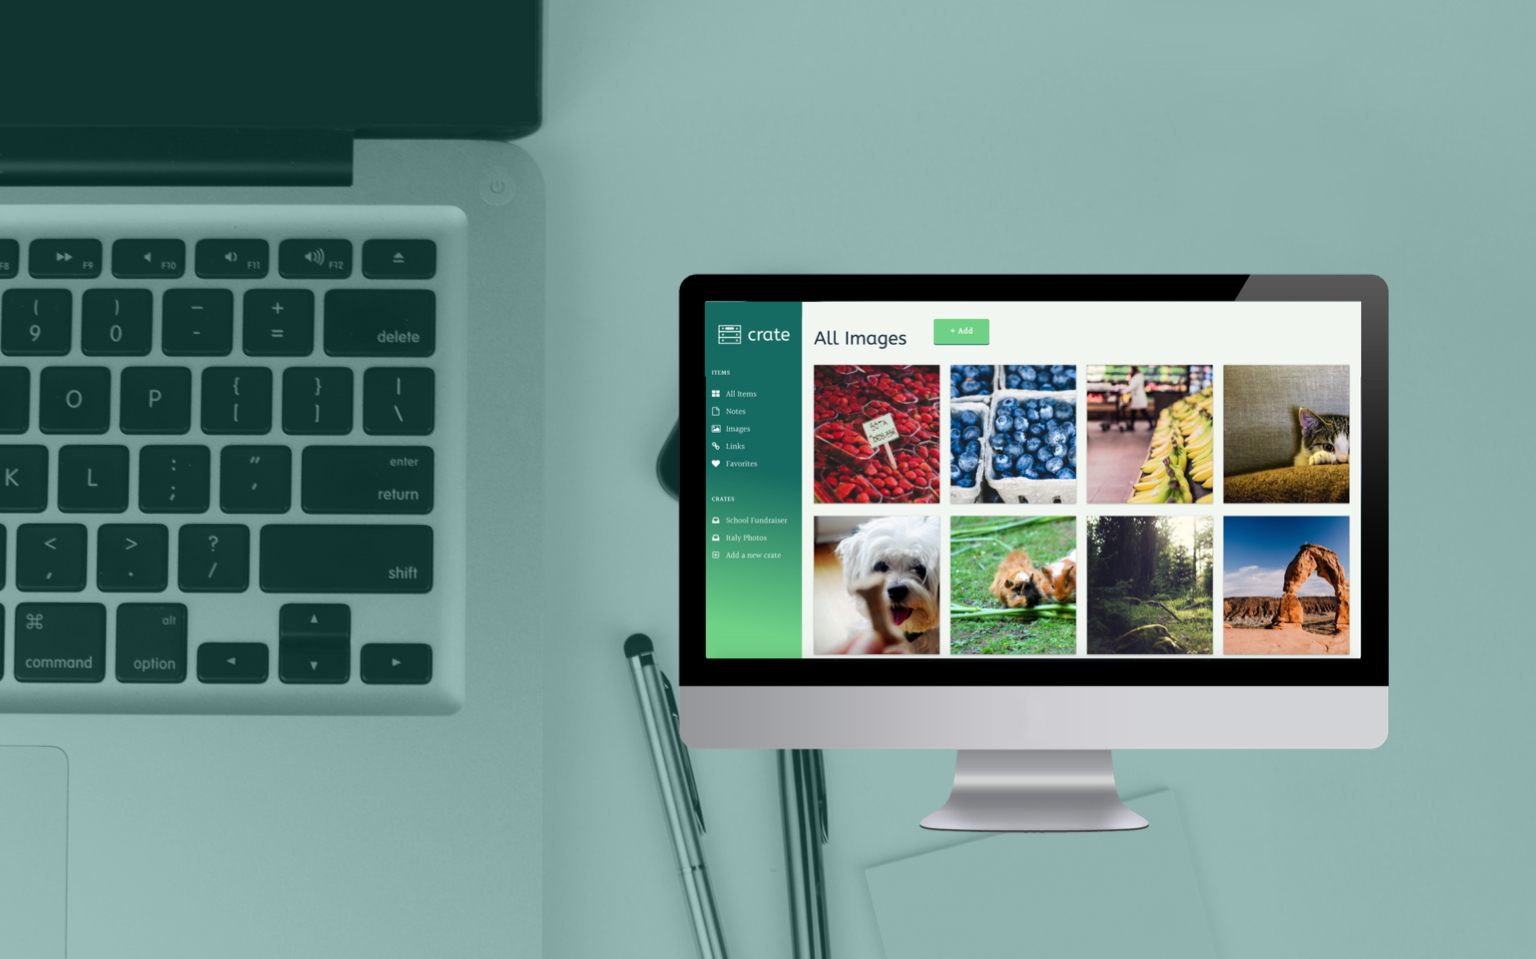 F8 F9 F10 F11 F12
( ) — +
9 0 - = delete
O P { } |
[ ] \
K L : " enter
; ' return
< > ? 
, . / shift
⌘ alt
command option
crate
ITEMS
All Items
Notes
Images
Links
Favorites
CRATES
School Fundraiser
Italy Photos
Add a new crate
All Images
+ Add